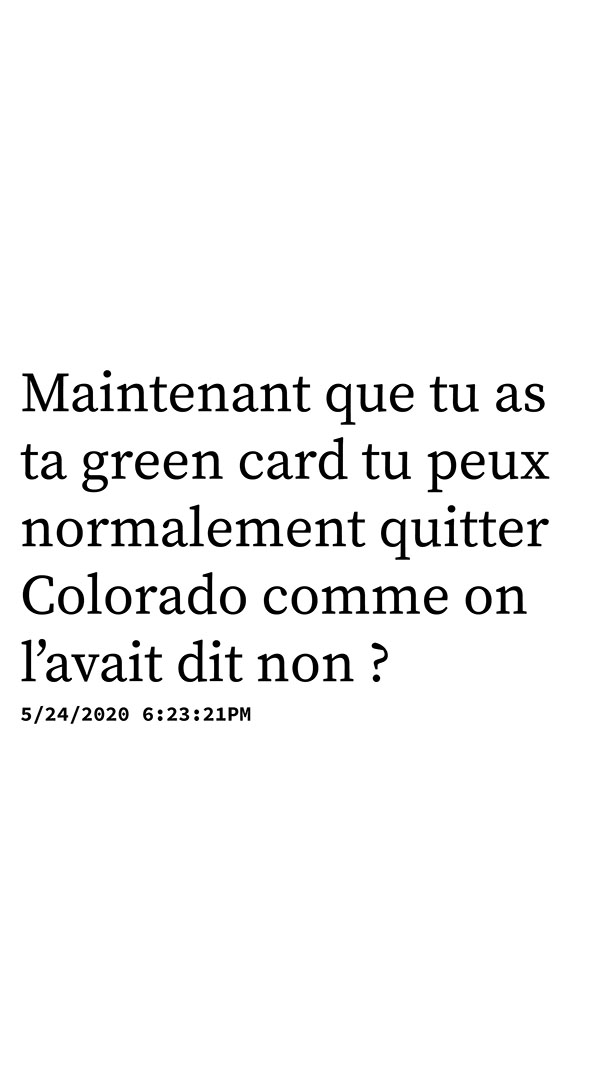 Maintenant que tu as
ta green card tu peux
normalement quitter
Colorado comme on
l’avait dit non ?
5/24/2020 6:23:21PM